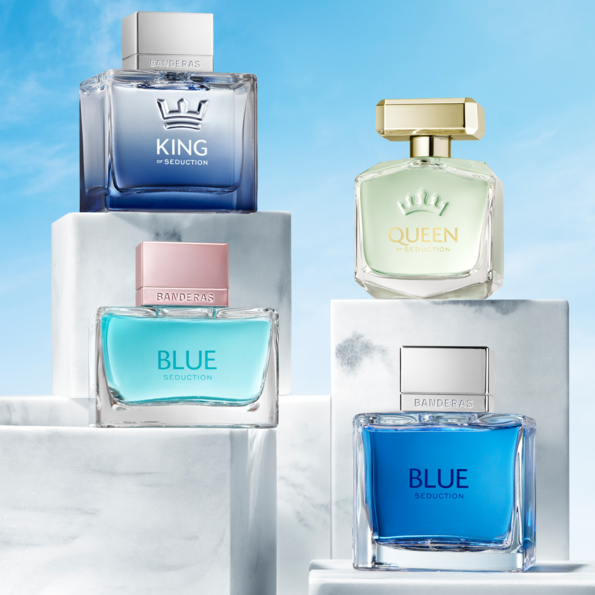 BANDERAS
KING
OF SEDUCTION
QUEEN
OF SEDUCTION
BANDERAS
BLUE
SEDUCTION
BANDERAS
BLUE
SEDUCTION